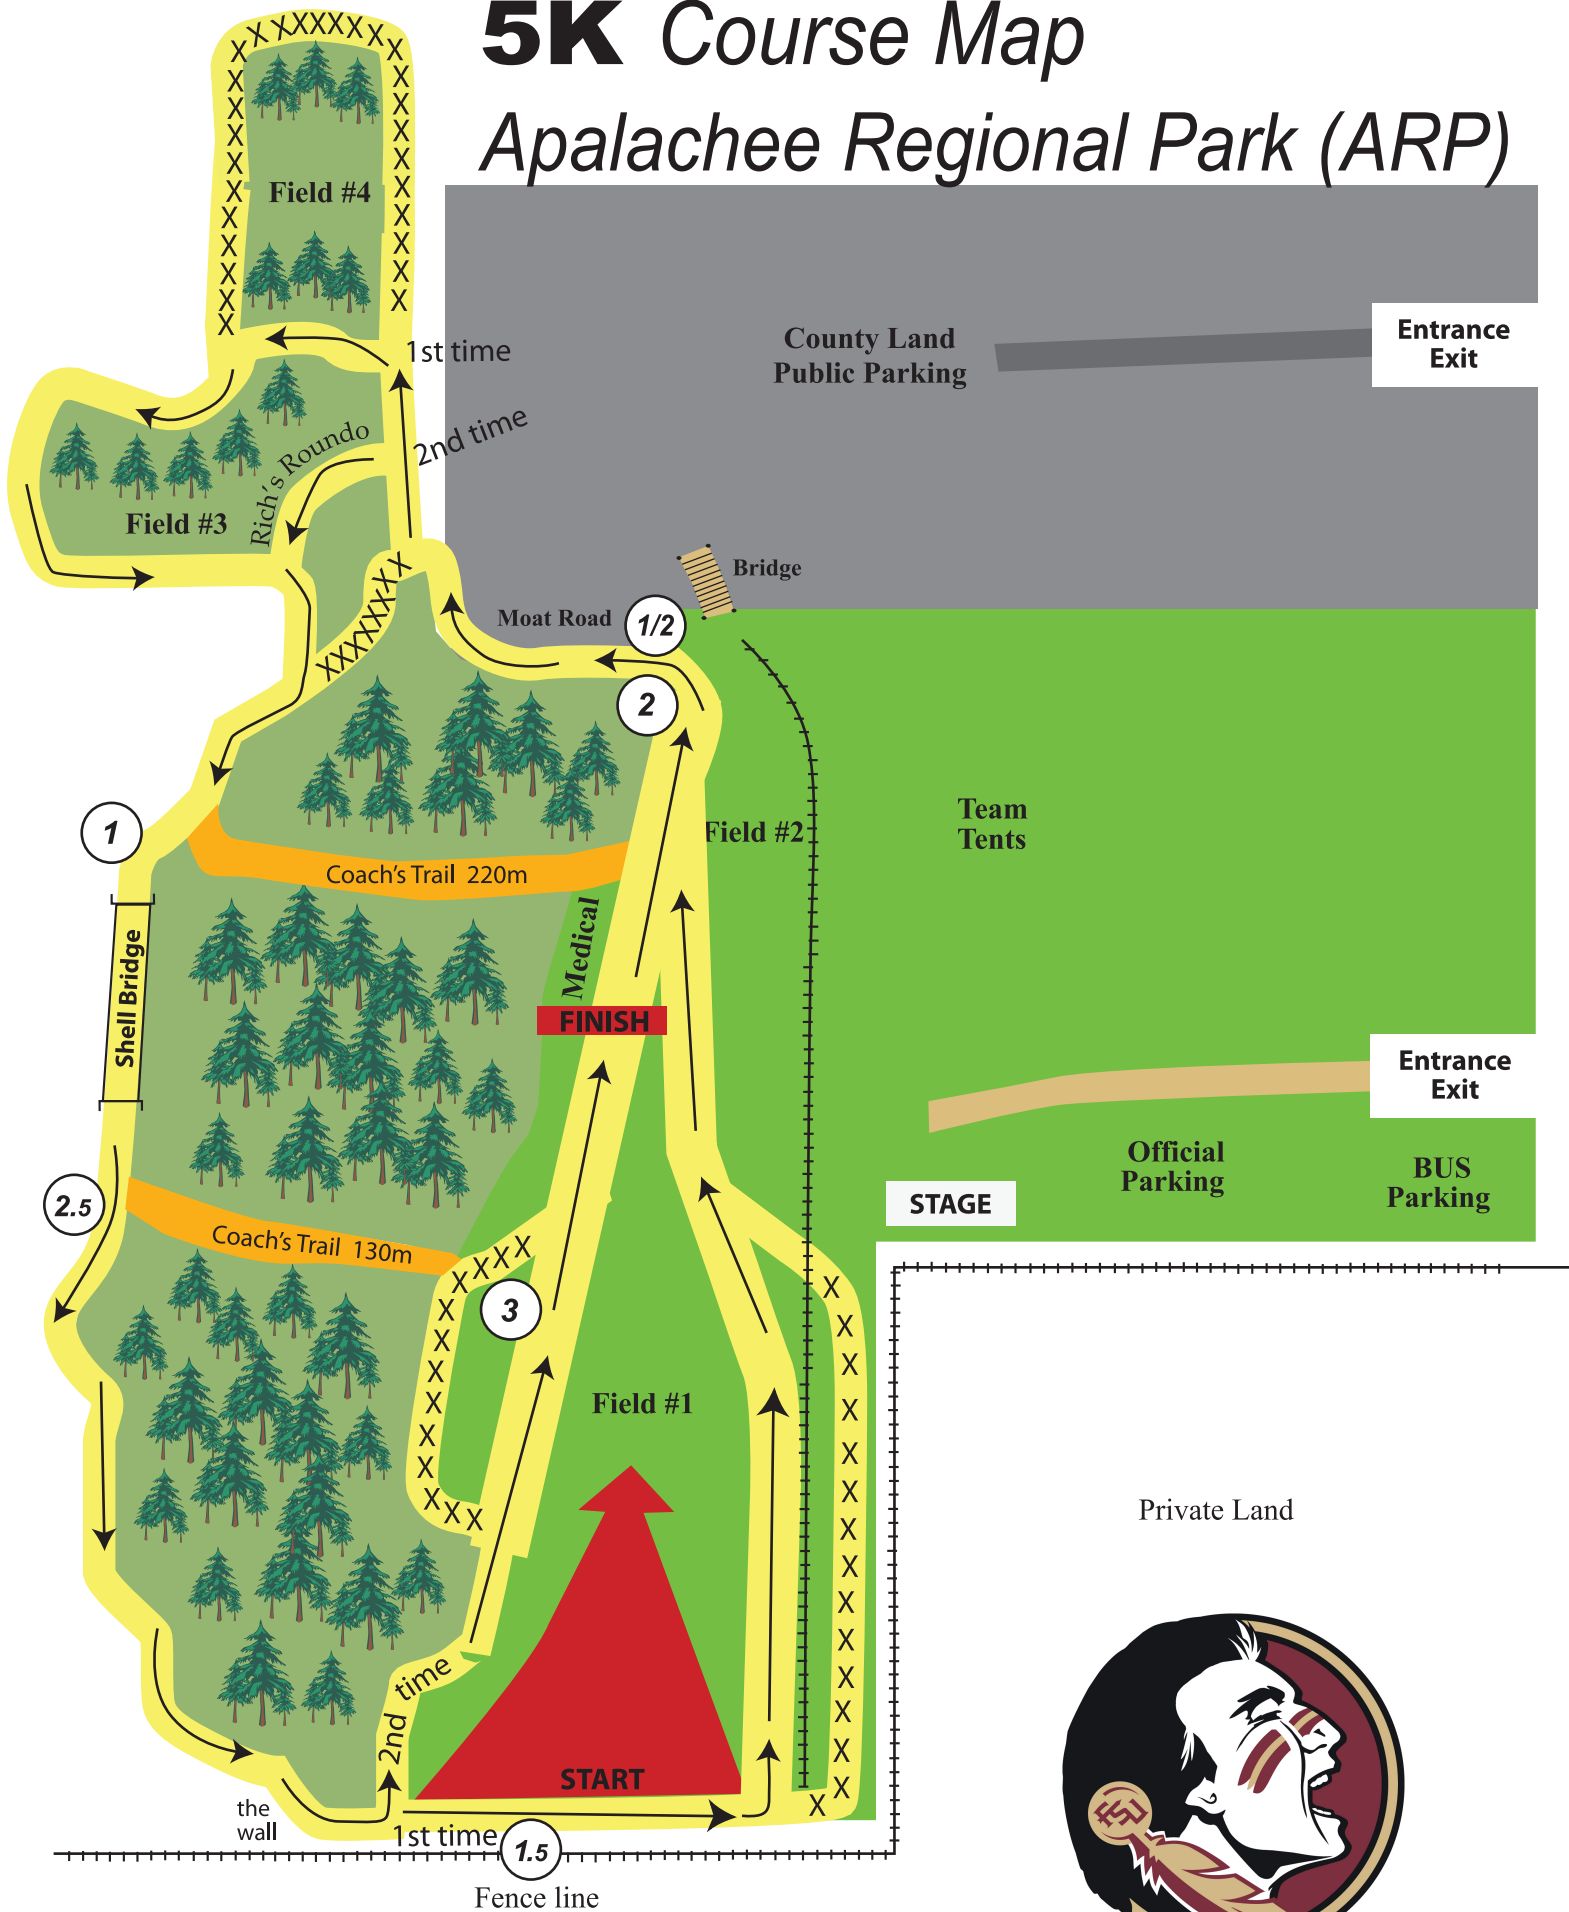 5K Course Map
Apalachee Regional Park (ARP)
X X X X X X X X X
Field #4
1st time
County Land
Public Parking
Entrance
Exit
2nd time
Rich's Roundo
Field #3
Bridge
Moat Road
1/2
2
1
Field #2
Team
Tents
Coach's Trail 220m
Medical
Shell Bridge
FINISH
Entrance
Exit
Official
Parking
BUS
Parking
STAGE
2.5
Coach's Trail 130m
X X X X
3
Field #1
Private Land
2nd time
START
the
wall
1st time
1.5
Fence line
FSU